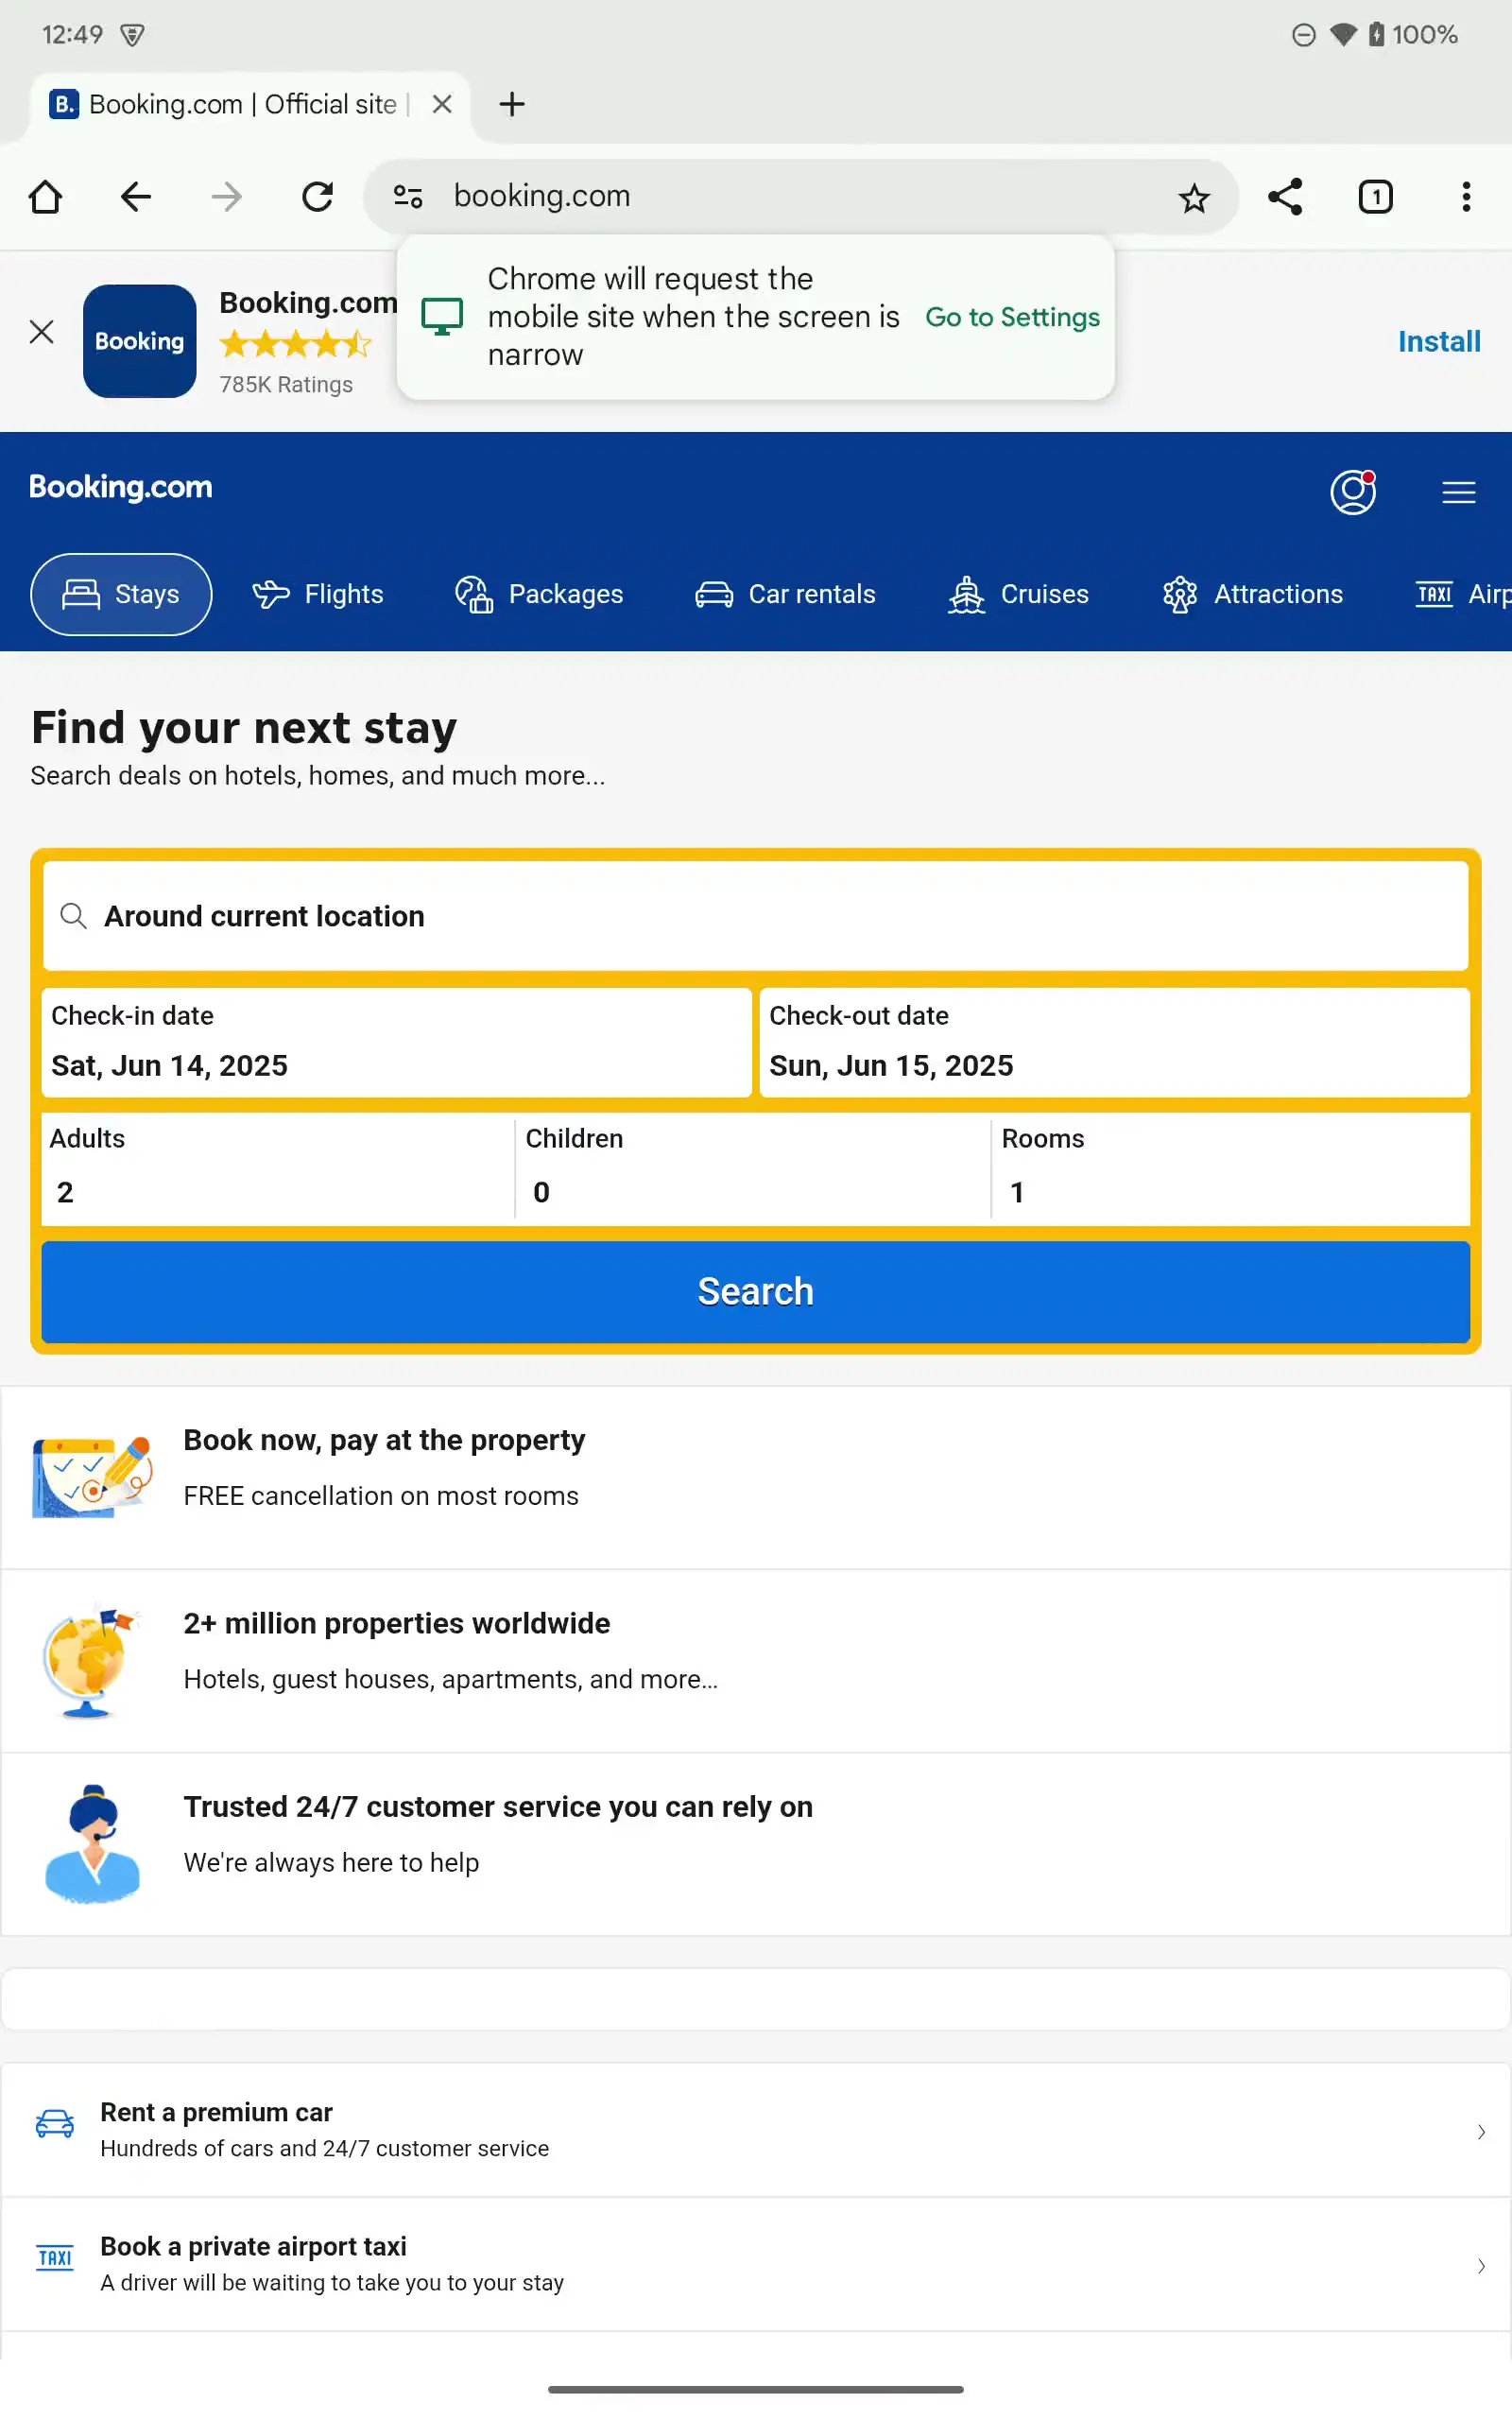 12:49
100%
Booking.com | Official site |
booking.com
1
Chrome will request the
mobile site when the screen is
narrow
Go to Settings
Booking
Booking.com
785K Ratings
Install
Booking.com
Stays
Flights
Packages
Car rentals
Cruises
Attractions
TAXI
Airp
Find your next stay
Search deals on hotels, homes, and much more...
Around current location
Check-in date
Sat, Jun 14, 2025
Check-out date
Sun, Jun 15, 2025
Adults
2
Children
0
Rooms
1
Search
Book now, pay at the property
FREE cancellation on most rooms
2+ million properties worldwide
Hotels, guest houses, apartments, and more…
Trusted 24/7 customer service you can rely on
We're always here to help
Rent a premium car
Hundreds of cars and 24/7 customer service
TAXI
Book a private airport taxi
A driver will be waiting to take you to your stay